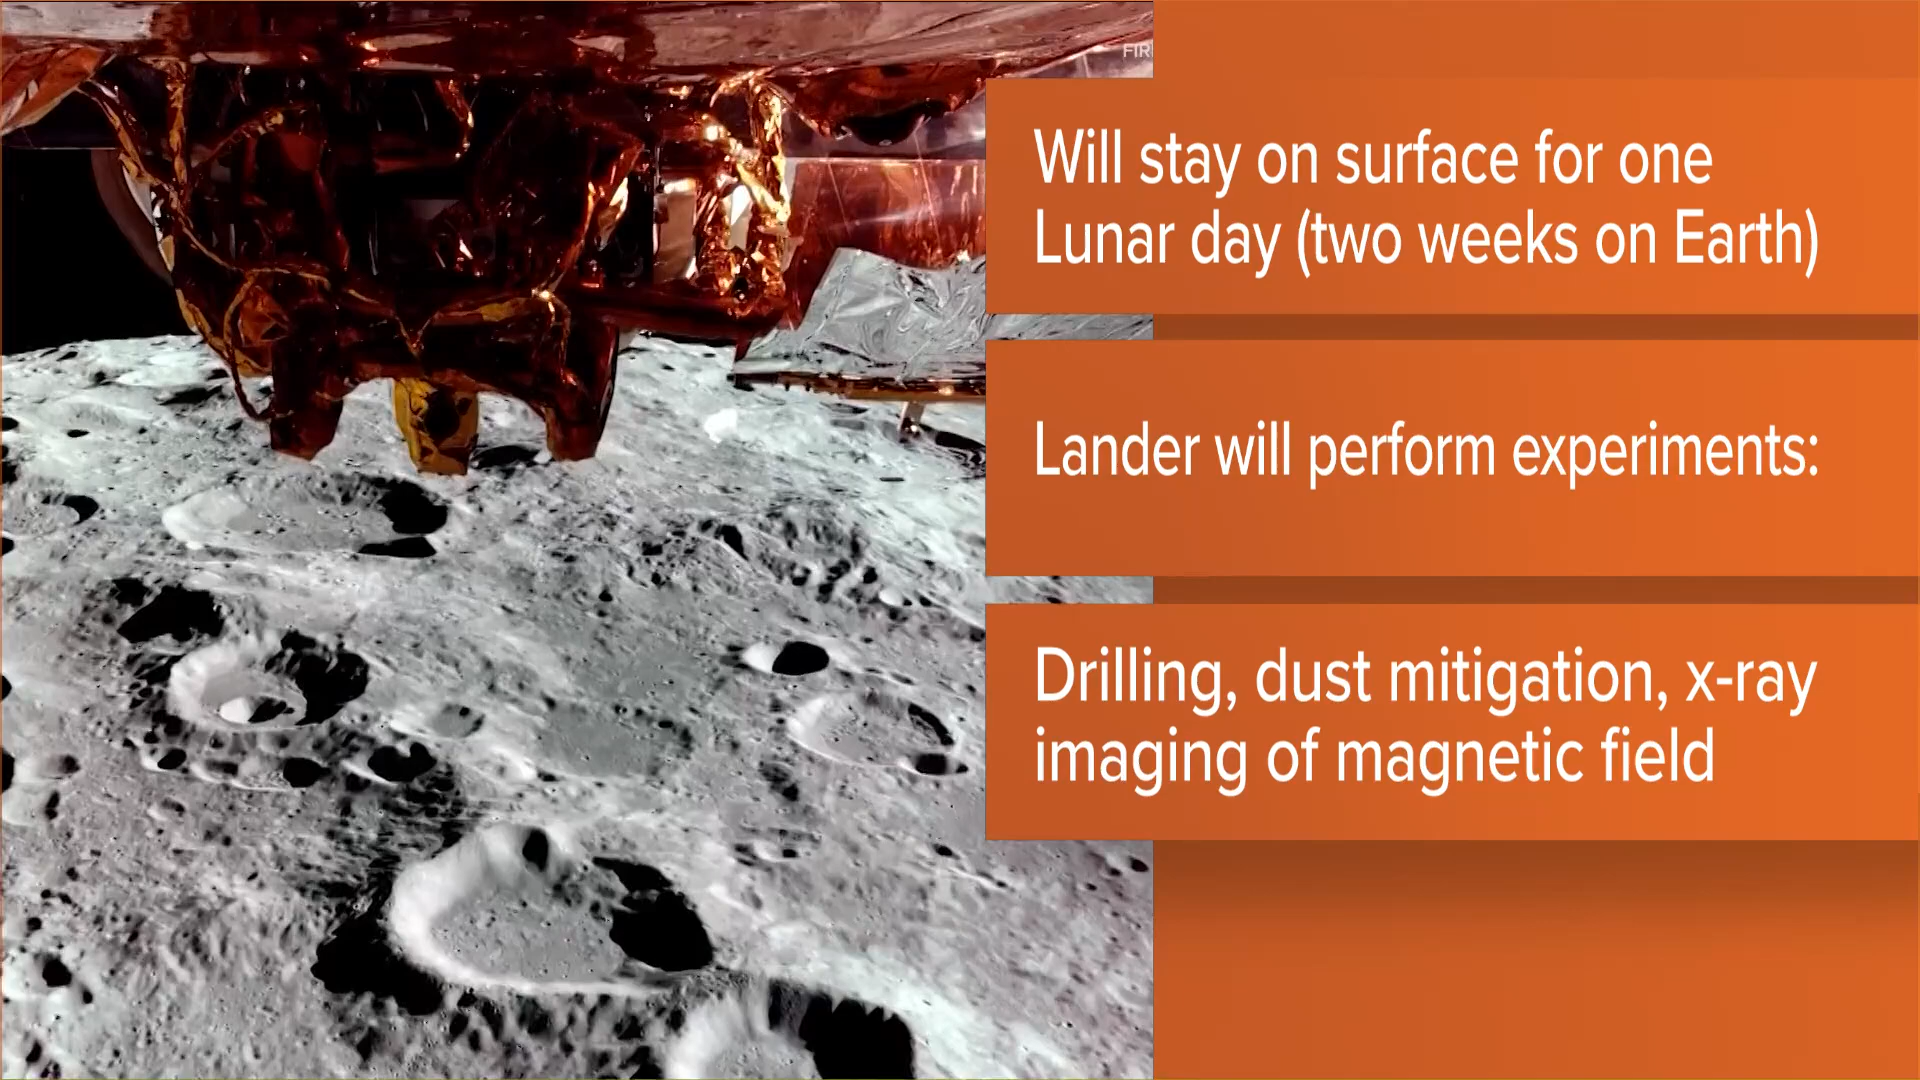 Will stay on surface for one
Lunar day (two weeks on Earth)
Lander will perform experiments:
Drilling, dust mitigation, x-ray
imaging of magnetic field